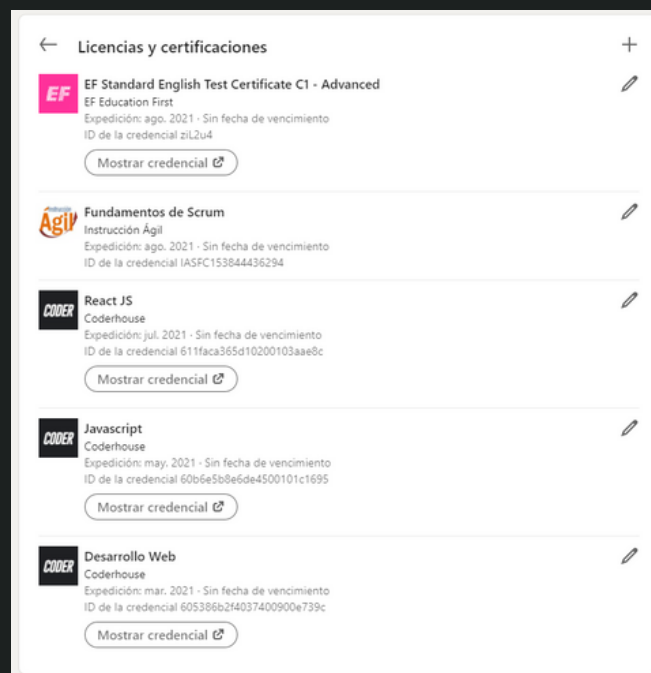 Licencias y certificaciones
EF
EF Standard English Test Certificate C1 - Advanced
EF Education First
Expedición: ago. 2021 · Sin fecha de vencimiento
ID de la credencial ziL2u4
Mostrar credencial
Instrucción
Agil
Fundamentos de Scrum
Instrucción Ágil
Expedición: ago. 2021 · Sin fecha de vencimiento
ID de la credencial IASFC153844436294
CODER
React JS
Coderhouse
Expedición: jul. 2021 · Sin fecha de vencimiento
ID de la credencial 611faca365d10200103aae8c
Mostrar credencial
CODER
Javascript
Coderhouse
Expedición: may. 2021 · Sin fecha de vencimiento
ID de la credencial 60b6e5b8e6de4500101c1695
Mostrar credencial
CODER
Desarrollo Web
Coderhouse
Expedición: mar. 2021 · Sin fecha de vencimiento
ID de la credencial 605386b2f4037400900e739c
Mostrar credencial